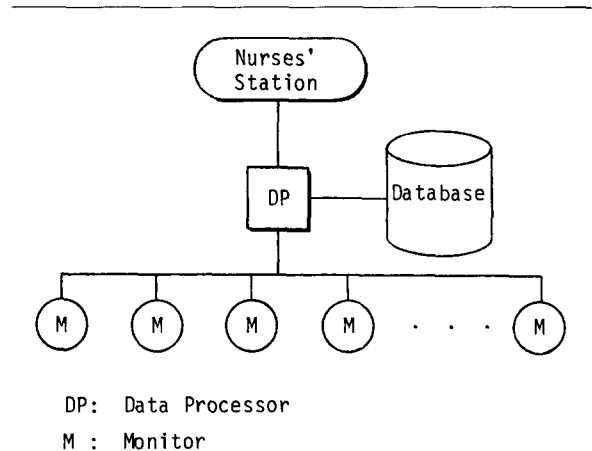 Nurses'
Station
DP
Database
M M M M . . . M
DP: Data Processor
M : Monitor